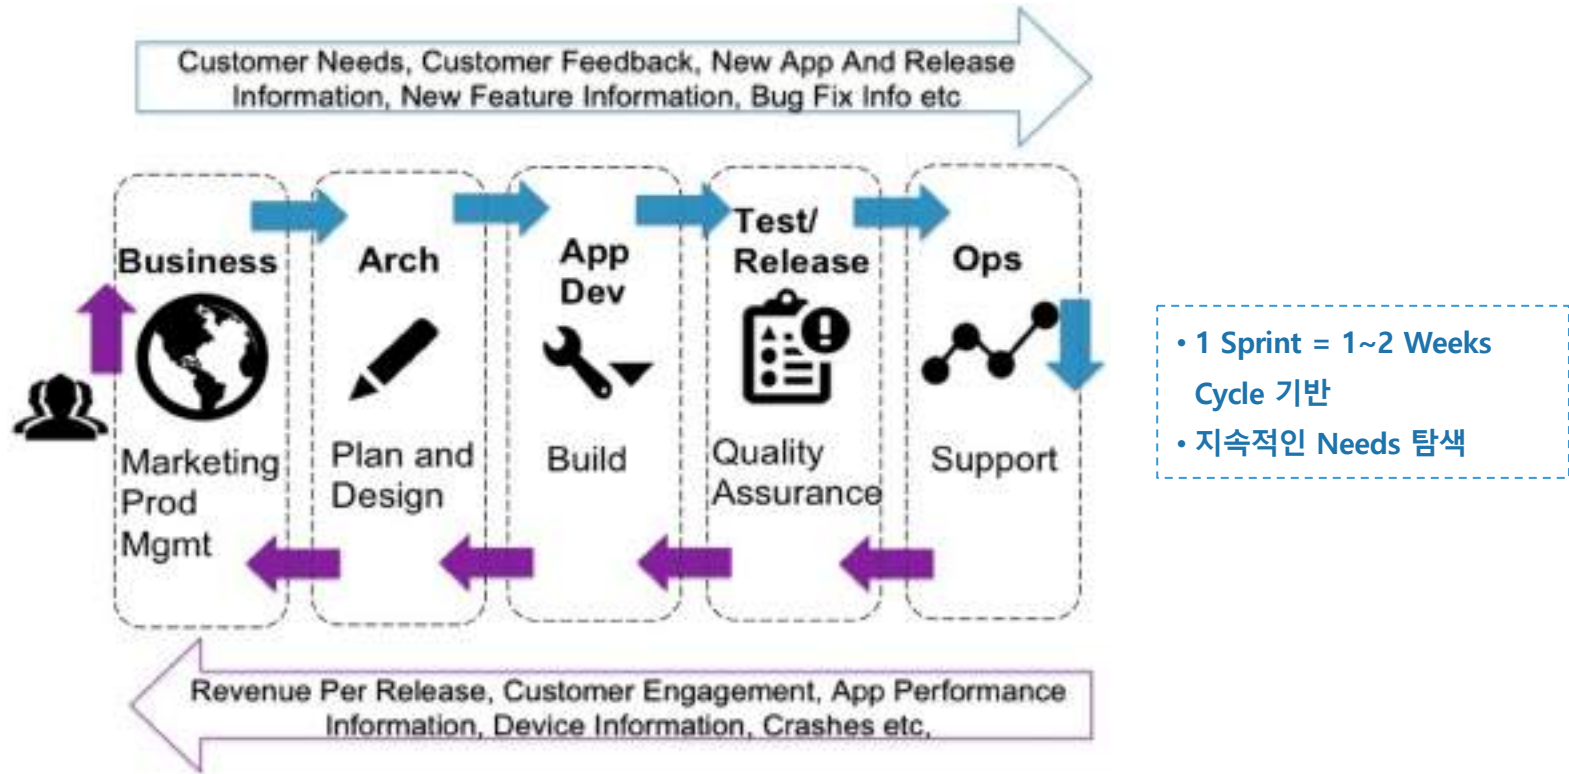 Customer Needs, Customer Feedback, New App And Release
Information, New Feature Information, Bug Fix Info etc
Business
Marketing
Prod
Mgmt
Arch
Plan and
Design
App
Dev
Build
Test/
Release
Quality
Assurance
Ops
Support
• 1 Sprint = 1~2 Weeks
Cycle 기반
• 지속적인 Needs 탐색
Revenue Per Release, Customer Engagement, App Performance
Information, Device Information, Crashes etc,